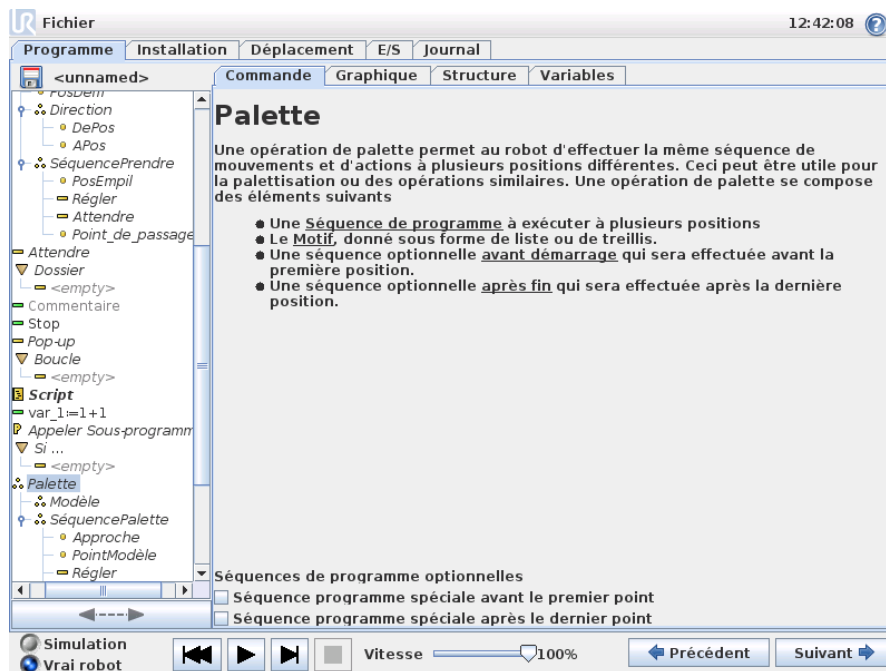 UR Fichier 12:42:08
Programme Installation Déplacement E/S Journal
<unnamed>
Commande Graphique Structure Variables
PosDém
Direction
DePos
APos
SéquencePrendre
PosEmpil
Régler
Attendre
Point_de_passage
Attendre
Dossier
<empty>
Commentaire
Stop
Pop-up
Boucle
<empty>
Script
var_1:=1+1
Appeler Sous-programm
Si ...
<empty>
Palette
Modèle
SéquencePalette
Approche
PointModèle
Régler
Palette
Une opération de palette permet au robot d'effectuer la même séquence de
mouvements et d'actions à plusieurs positions différentes. Ceci peut être utile pour
la palettisation ou des opérations similaires. Une opération de palette se compose
des éléments suivants
Une Séquence de programme à exécuter à plusieurs positions
Le Motif, donné sous forme de liste ou de treillis.
Une séquence optionnelle avant démarrage qui sera effectuée avant la
première position.
Une séquence optionnelle après fin qui sera effectuée après la dernière
position.
Séquences de programme optionnelles
Séquence programme spéciale avant le premier point
Séquence programme spéciale après le dernier point
Simulation
Vrai robot
Vitesse 100%
Précédent Suivant